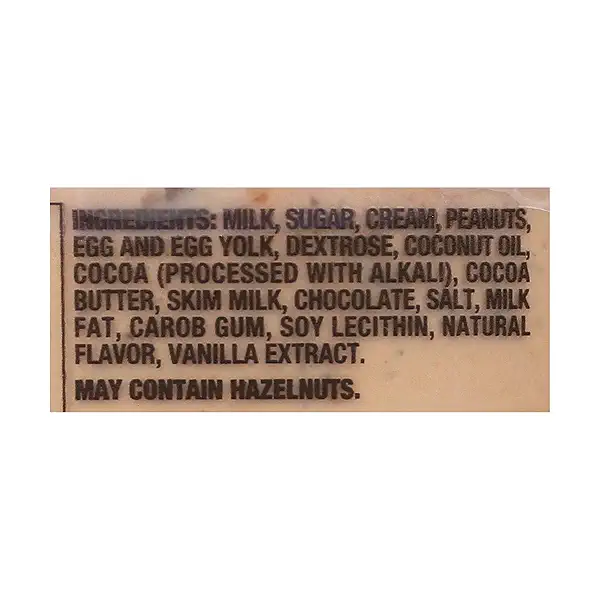 INGREDIENTS: MILK, SUGAR, CREAM, PEANUTS,
EGG AND EGG YOLK, DEXTROSE, COCONUT OIL,
COCOA (PROCESSED WITH ALKALI), COCOA
BUTTER, SKIM MILK, CHOCOLATE, SALT, MILK
FAT, CAROB GUM, SOY LECITHIN, NATURAL
FLAVOR, VANILLA EXTRACT.
MAY CONTAIN HAZELNUTS.